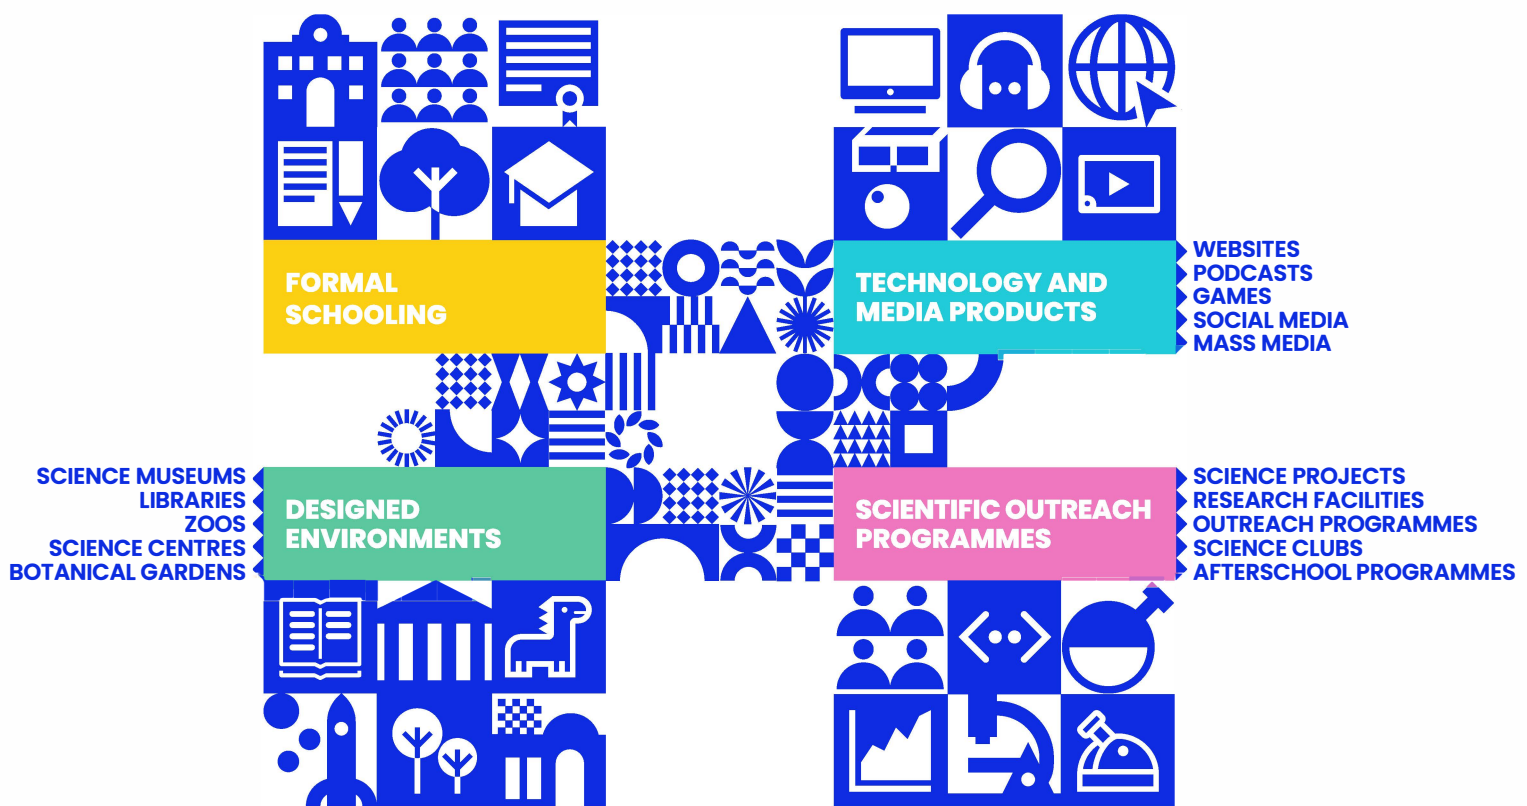 FORMAL
SCHOOLING
TECHNOLOGY AND
MEDIA PRODUCTS
WEBSITES
PODCASTS
GAMES
SOCIAL MEDIA
MASS MEDIA
SCIENCE MUSEUMS
LIBRARIES
ZOOS
SCIENCE CENTRES
BOTANICAL GARDENS
DESIGNED
ENVIRONMENTS
SCIENTIFIC OUTREACH
PROGRAMMES
SCIENCE PROJECTS
RESEARCH FACILITIES
OUTREACH PROGRAMMES
SCIENCE CLUBS
AFTERSCHOOL PROGRAMMES